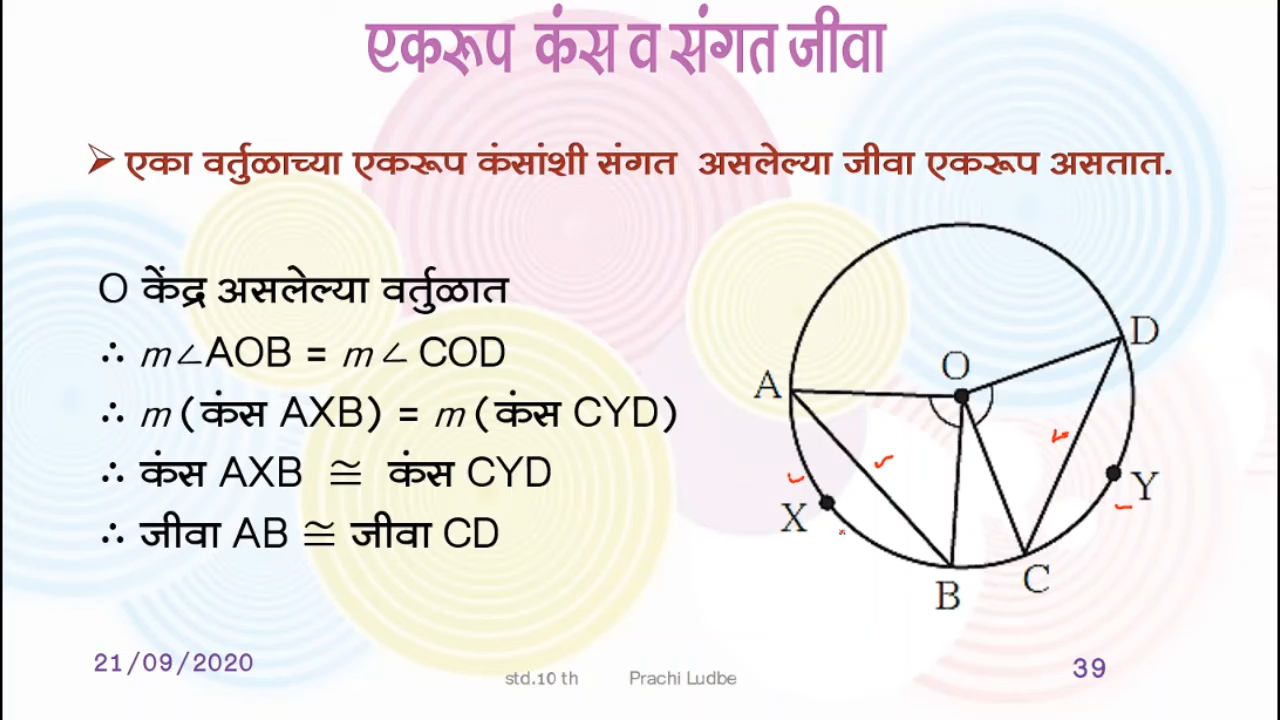 एकरूप कंस व संगत जीवा
➢ एका वर्तुळाच्या एकरूप कंसांशी संगत असलेल्या जीवा एकरूप असतात.
O केंद्र असलेल्या वर्तुळात
∴ m∠AOB = m∠ COD
∴ m(कंस AXB) = m(कंस CYD)
∴ कंस AXB ≅ कंस CYD
∴ जीवा AB ≅ जीवा CD
D
O
A
Y
X
C
B
21/09/2020
std.10 th Prachi Ludbe
39